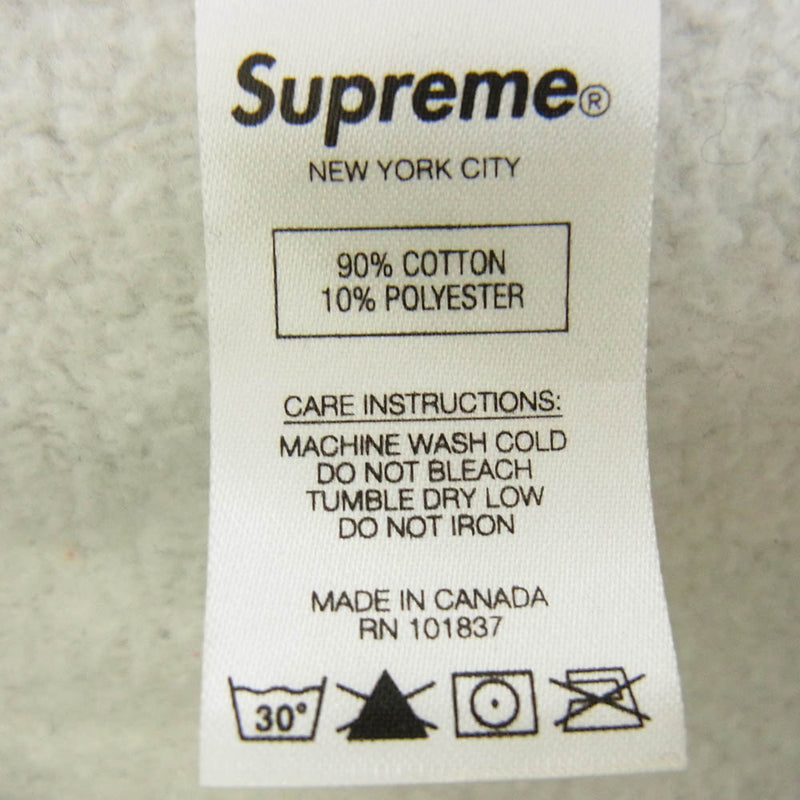 Supreme®
NEW YORK CITY
90% COTTON
10% POLYESTER
CARE INSTRUCTIONS:
MACHINE WASH COLD
DO NOT BLEACH
TUMBLE DRY LOW
DO NOT IRON
MADE IN CANADA
RN 101837
30°